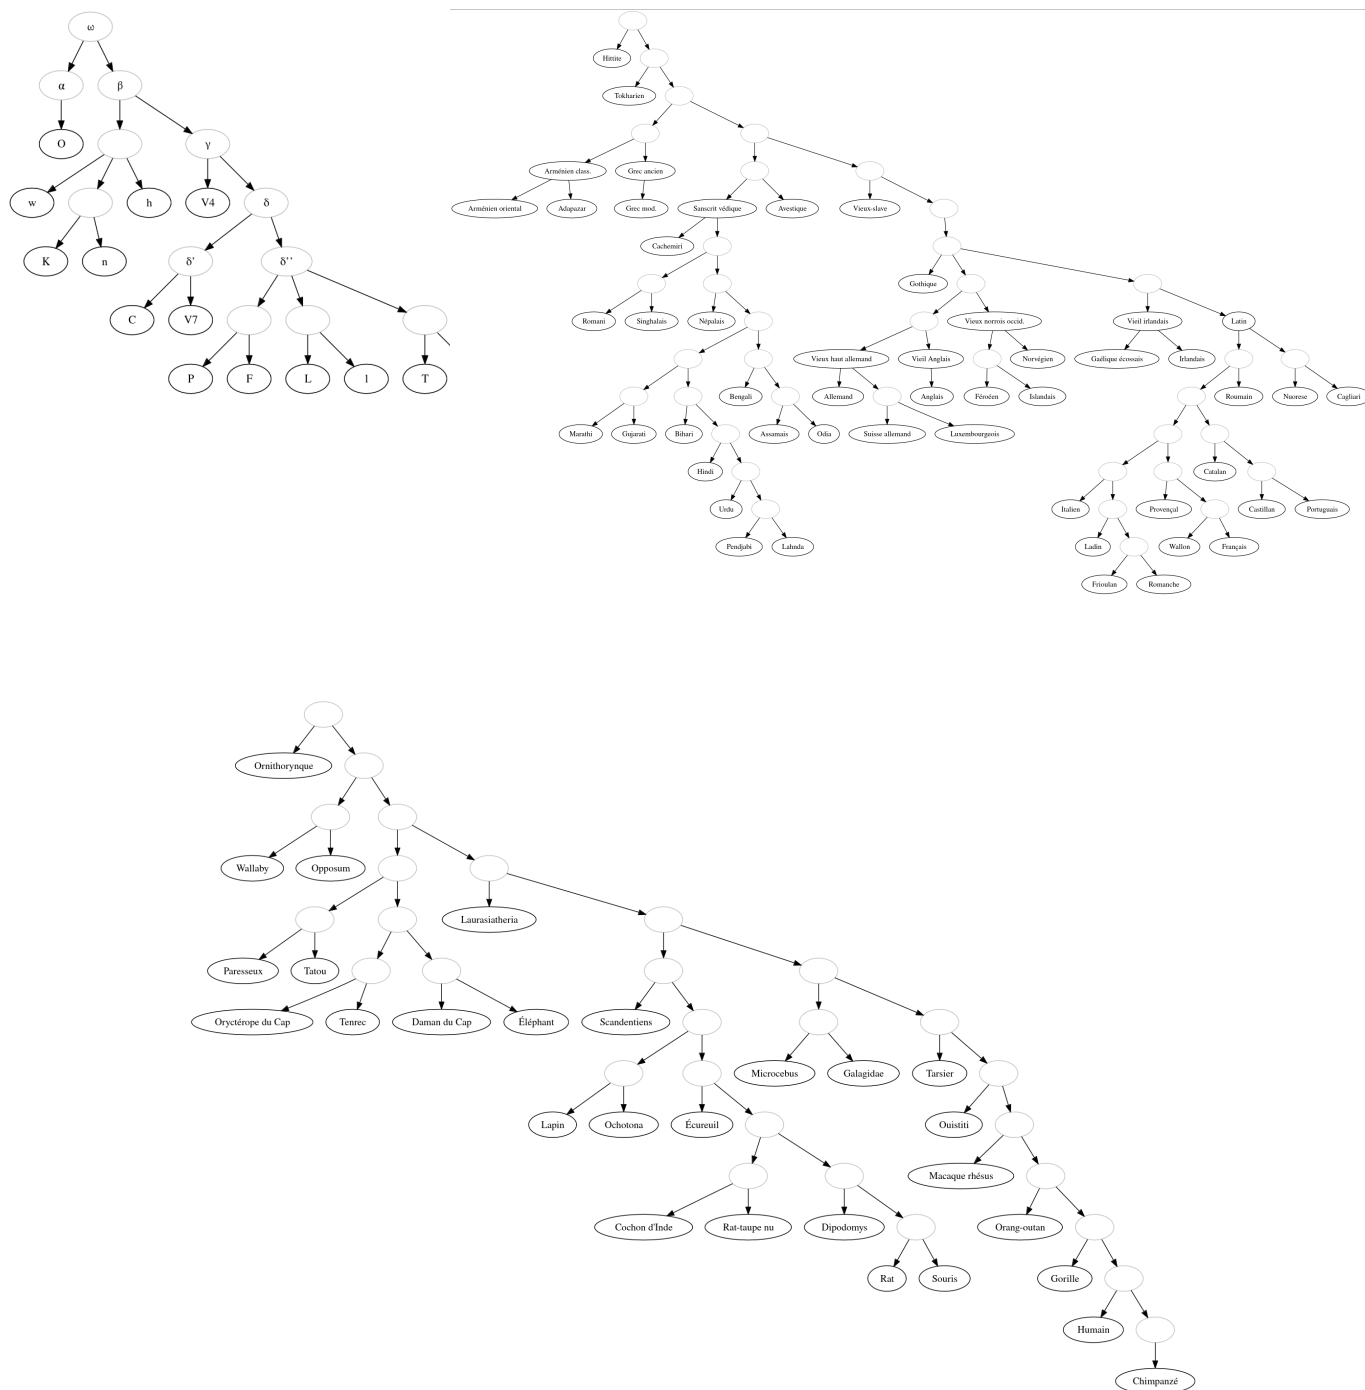 ω
α β
O γ
w h V4 δ
K n δ' δ''
C V7
P F L l T
Hittite
Tokharien
Arménien class. Grec ancien
Arménien oriental Adapazar Grec mod. Sanscrit védique Avestique Vieux-slave
Cachemiri
Gothique
Romani Singhalais Népalais Vieux norrois occid. Vieil irlandais Latin
Vieux haut allemand Vieil Anglais Norvégien Gaélique écossais Irlandais
Bengali Allemand Anglais Féroéen Islandais Roumain Nuorese Cagliari
Marathi Gujarati Bihari Assamais Odia Suisse allemand Luxembourgeois
Hindi Catalan
Urdu Italien Provençal Castillan Portuguais
Pendjabi Lahnda Ladin Wallon Français
Frioulan Romanche
Ornithorynque
Wallaby Opposum
Laurasiatheria
Paresseux Tatou
Oryctérope du Cap Tenrec Daman du Cap Éléphant Scandentiens
Microcebus Galagidae Tarsier
Lapin Ochotona Écureuil Ouistiti
Macaque rhésus
Cochon d'Inde Rat-taupe nu Dipodomys Orang-outan
Rat Souris Gorille
Humain
Chimpanzé